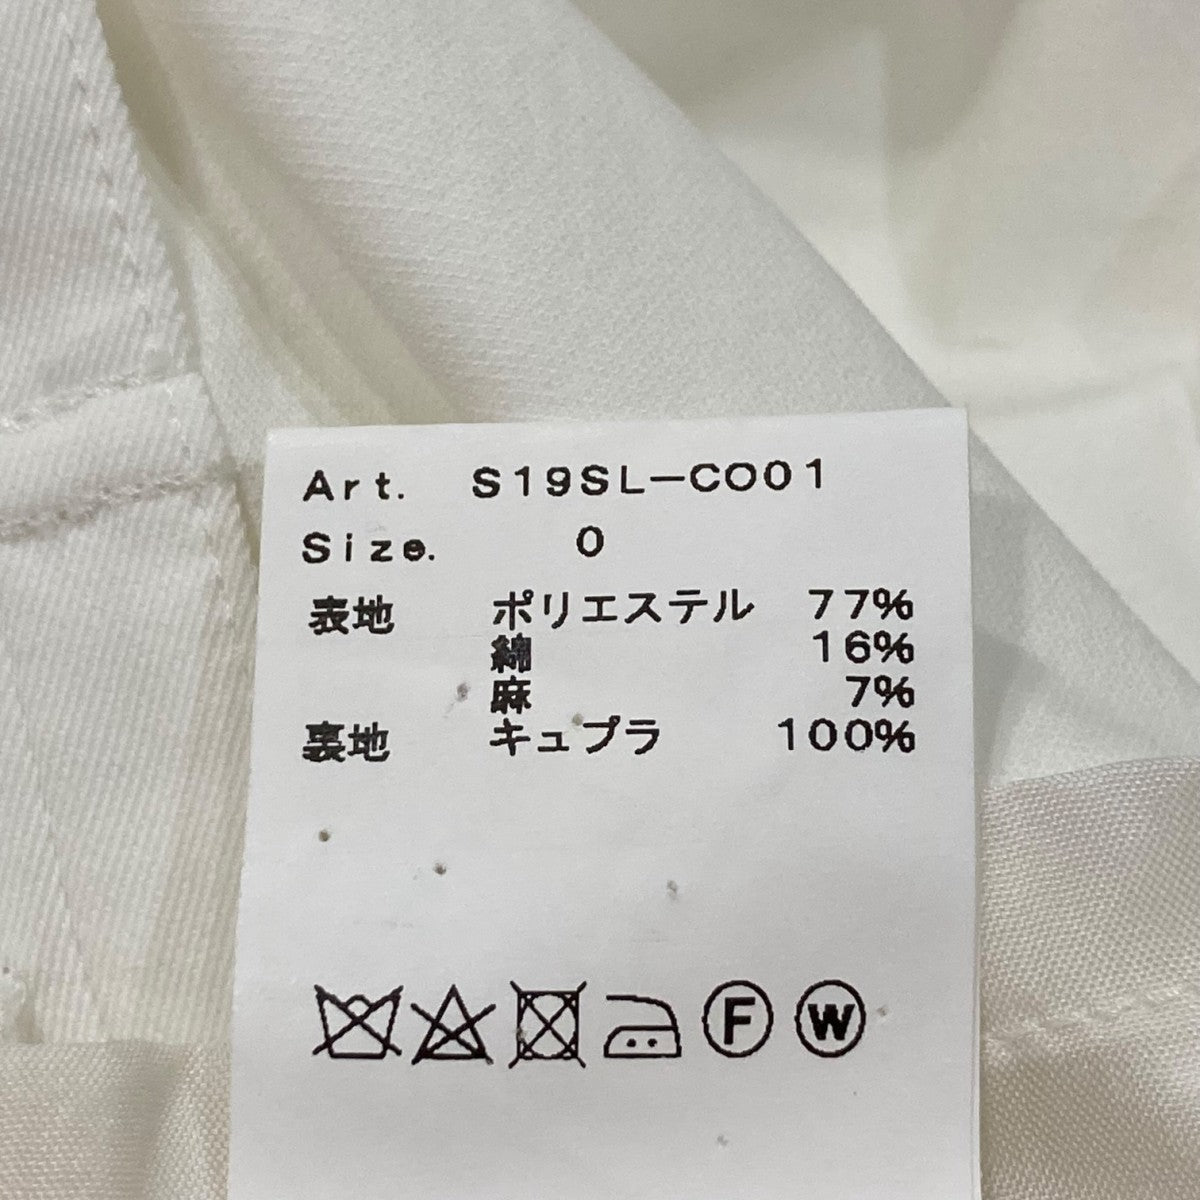 Art. S19SL-CO01
Size. 0
表地 ポリエステル 77%
綿 16%
麻 7%
裏地 キュプラ 100%
F W